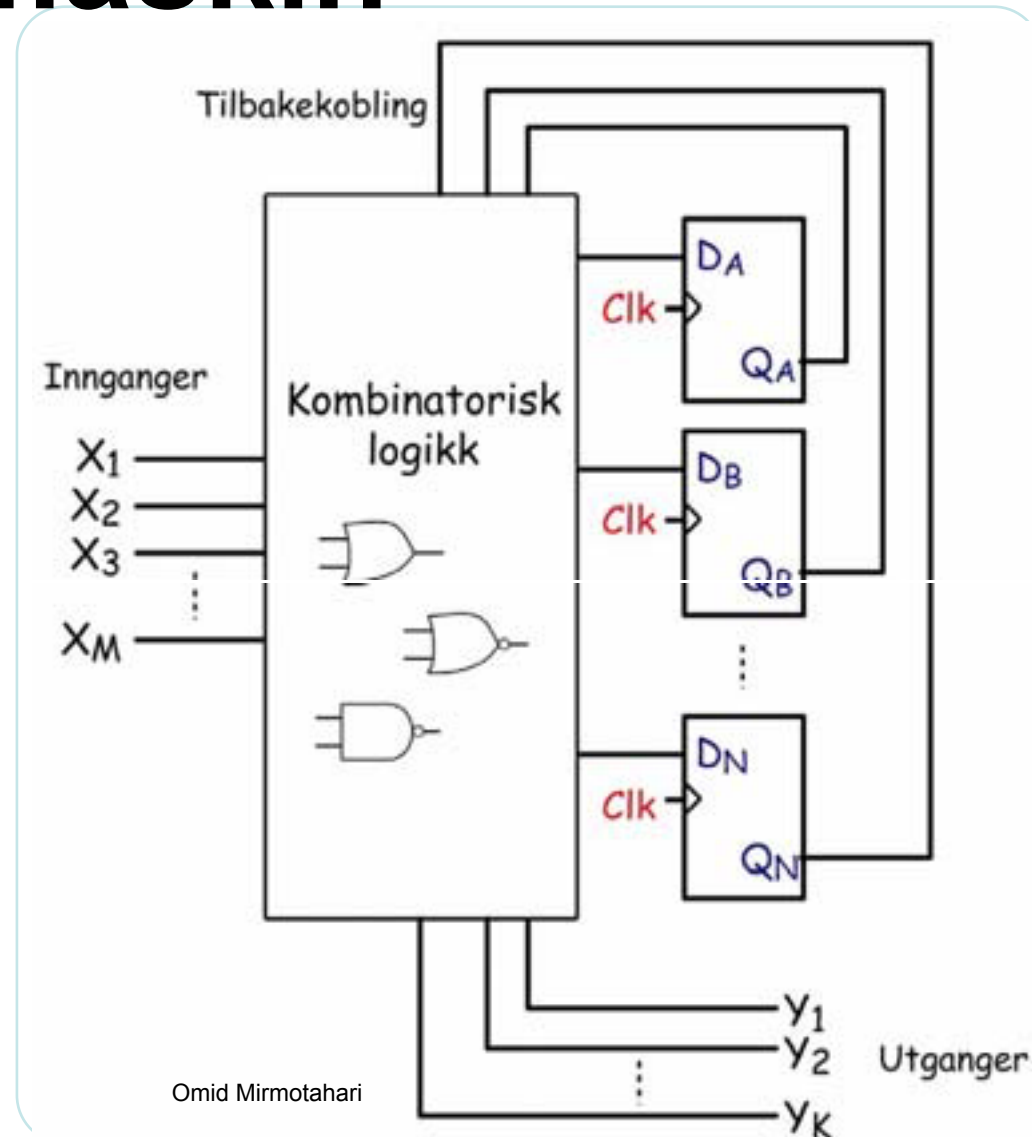 Tilbakekobling
DA
Clk
QA
Innganger
Kombinatorisk
logikk
X1
X2
X3
XM
DB
Clk
QB
DN
Clk
QN
Y1
Y2
Utganger
YK
Omid Mirmotahari